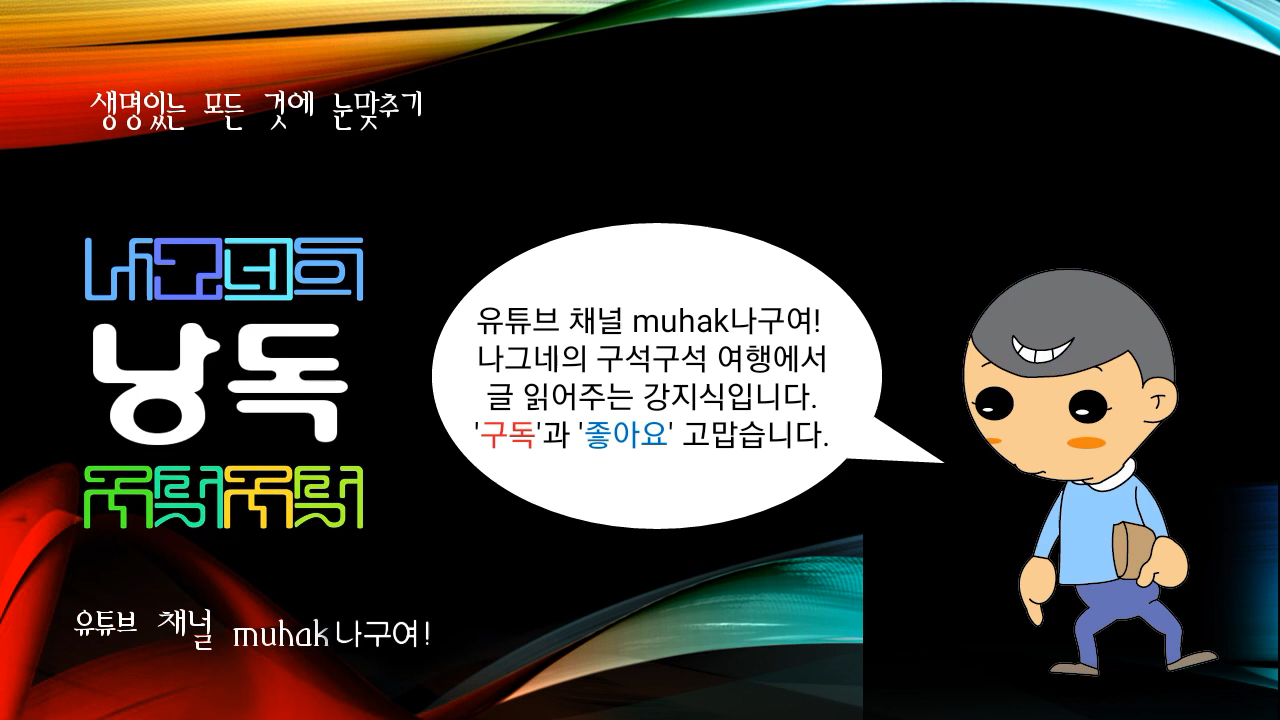 생명있는 모든 것에 눈맞추기
나그네의
낭독
구석구석
유튜브 채널 muhak나구여!
나그네의 구석구석 여행에서
글 읽어주는 강지식입니다.
'구독'과 '좋아요' 고맙습니다.
유튜브 채널 muhak나구여!